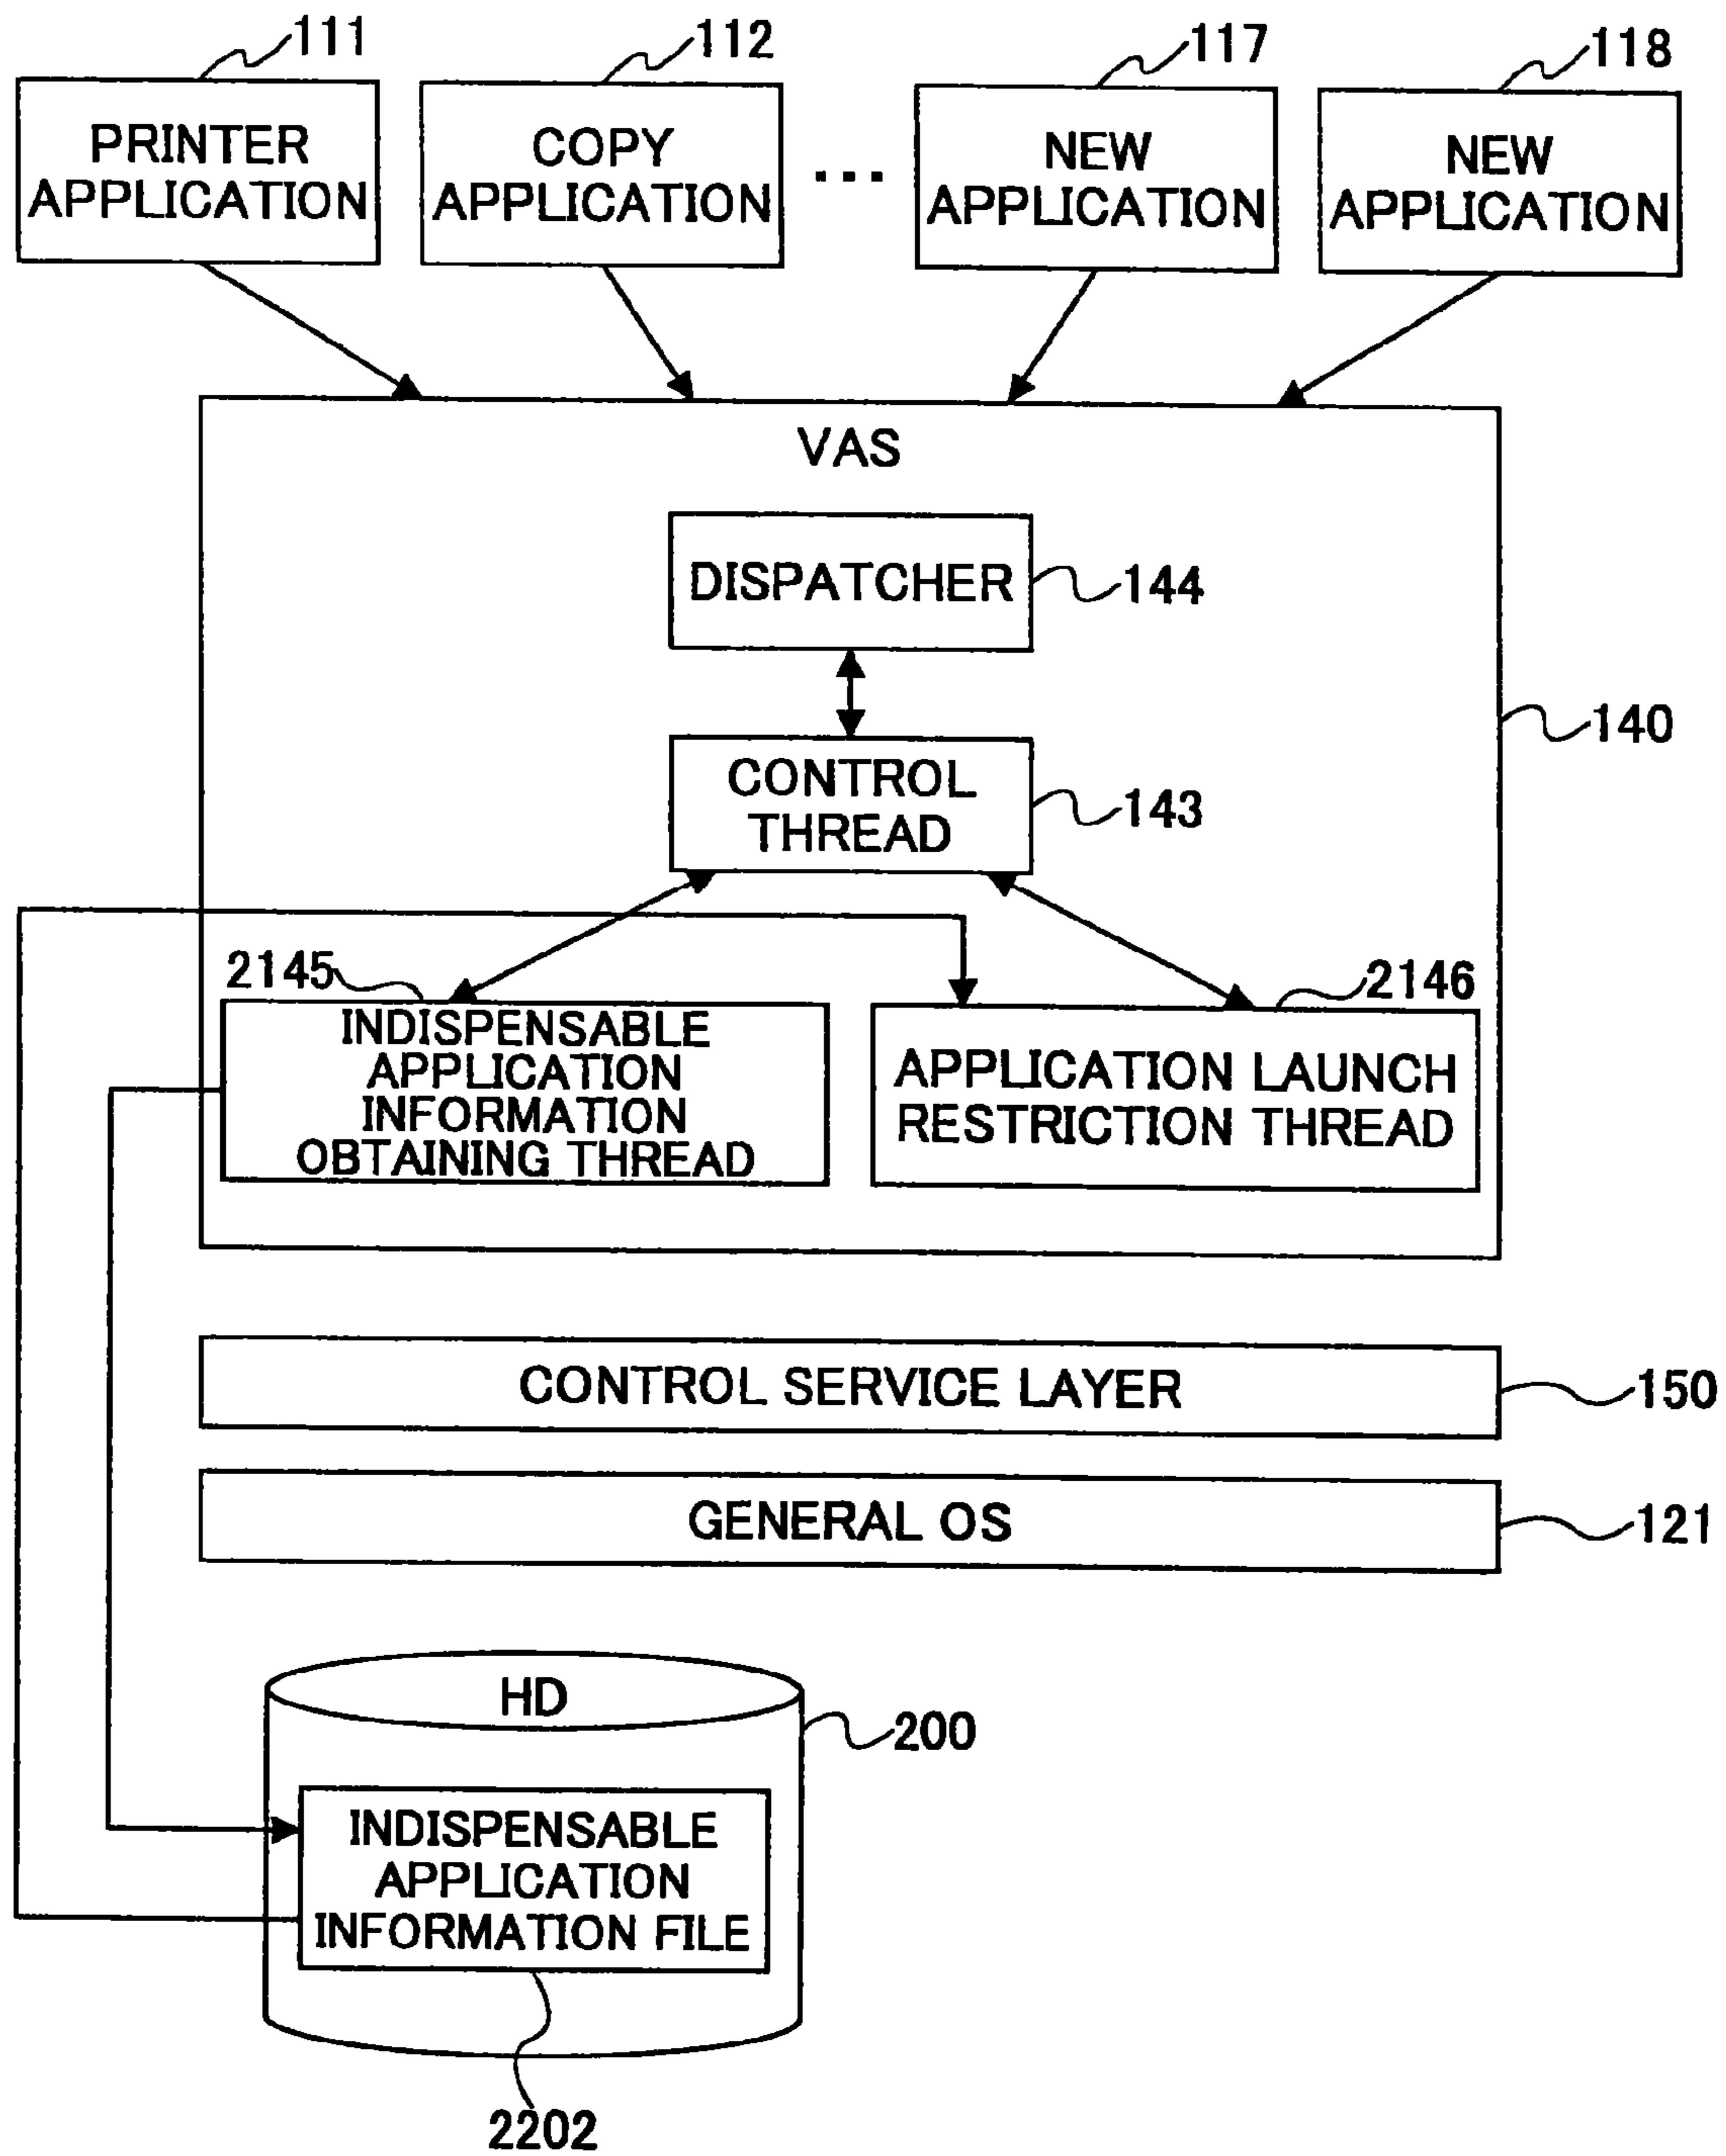 111
112
117
118
PRINTER
APPLICATION
COPY
APPLICATION
...
NEW
APPLICATION
NEW
APPLICATION
VAS
DISPATCHER
144
140
CONTROL
THREAD
143
2145
2146
INDISPENSABLE
APPLICATION
INFORMATION
OBTAINING THREAD
APPLICATION LAUNCH
RESTRICTION THREAD
CONTROL SERVICE LAYER
150
GENERAL OS
121
HD
200
INDISPENSABLE
APPLICATION
INFORMATION FILE
2202